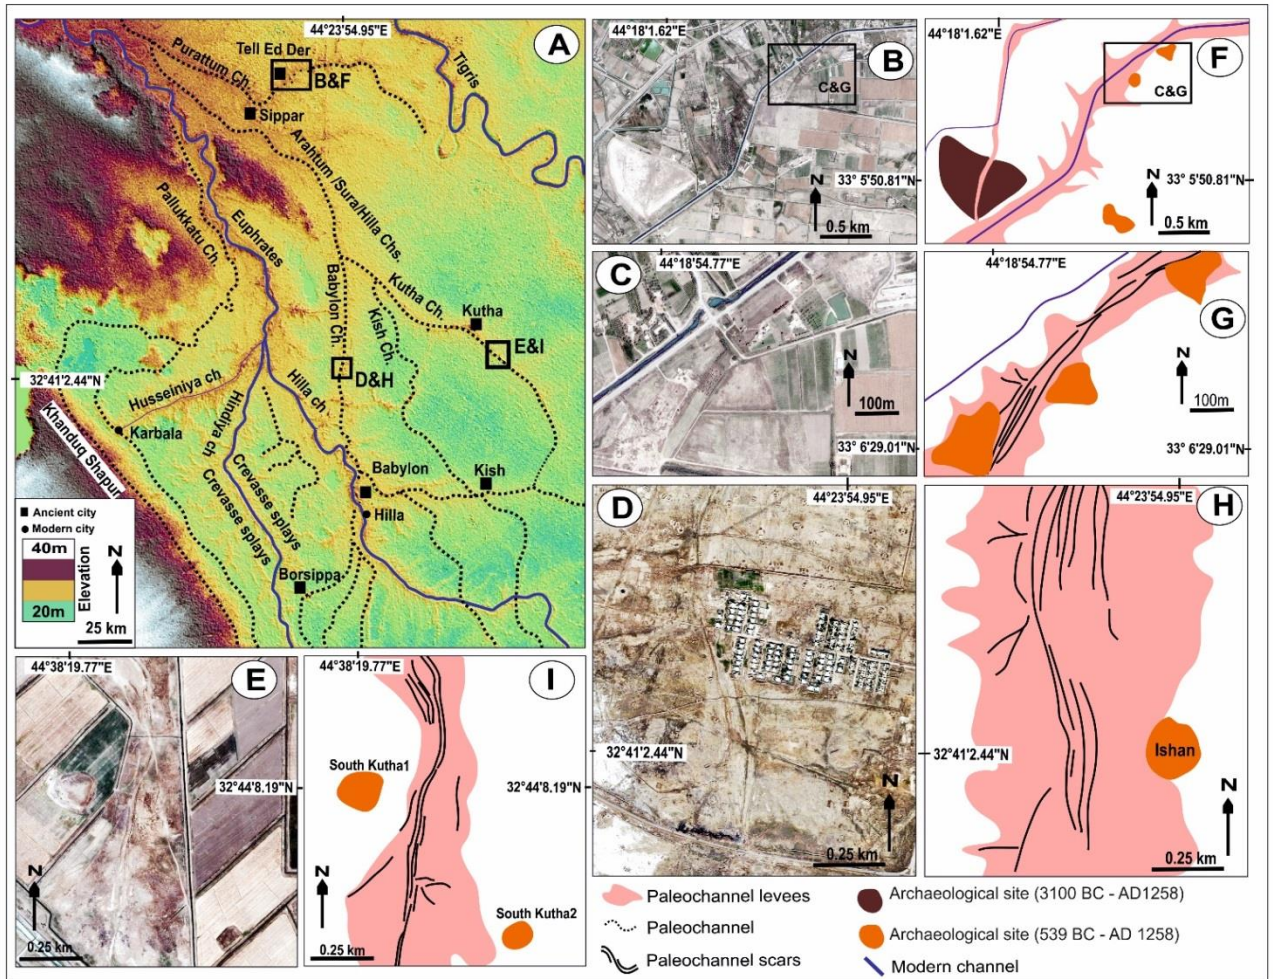 44°23'54.95"E
A
Purattum Ch.
Tell Ed Der
B&F
Sippar
Tigris
Arahtum /Sura/Hilla Chs.
Pallukkatu Ch.
Euphrates
Babylon Ch.
Kutha Ch.
Kish Ch.
Kutha
E&I
D&H
32°41'2.44"N
Husseiniya ch
Hilla ch
Hindiya ch
Karbala
Khanduq Shapur
Crevasse splays
Crevasse splays
Babylon
Kish
Hilla
Borsippa
Ancient city
Modern city
40m
20m
Elevation
N
25 km
44°18'1.62"E
B
C&G
33° 5'50.81"N
N
0.5 km
44°18'1.62"E
F
C&G
33° 5'50.81"N
N
0.5 km
C
44°18'54.77"E
N
100m
33° 6'29.01"N
44°18'54.77"E
G
N
100m
33° 6'29.01"N
D
44°23'54.95"E
32°41'2.44"N
N
0.25 km
44°23'54.95"E
H
32°41'2.44"N
Ishan
N
0.25 km
44°38'19.77"E
E
32°44'8.19"N
N
0.25 km
44°38'19.77"E
I
South Kutha1
32°44'8.19"N
South Kutha2
N
0.25 km
Paleochannel levees
Paleochannel
Paleochannel scars
Archaeological site (3100 BC - AD1258)
Archaeological site (539 BC - AD 1258)
Modern channel